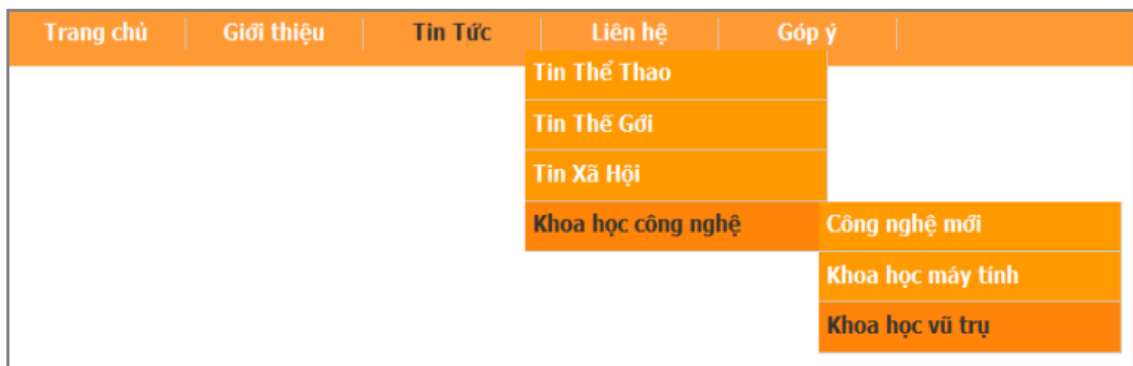 Trang chủ Giới thiệu Tin Tức Liên hệ Góp ý
Tin Thể Thao
Tin Thế Gới
Tin Xã Hội
Khoa học công nghệ Công nghệ mới
Khoa học máy tính
Khoa học vũ trụ